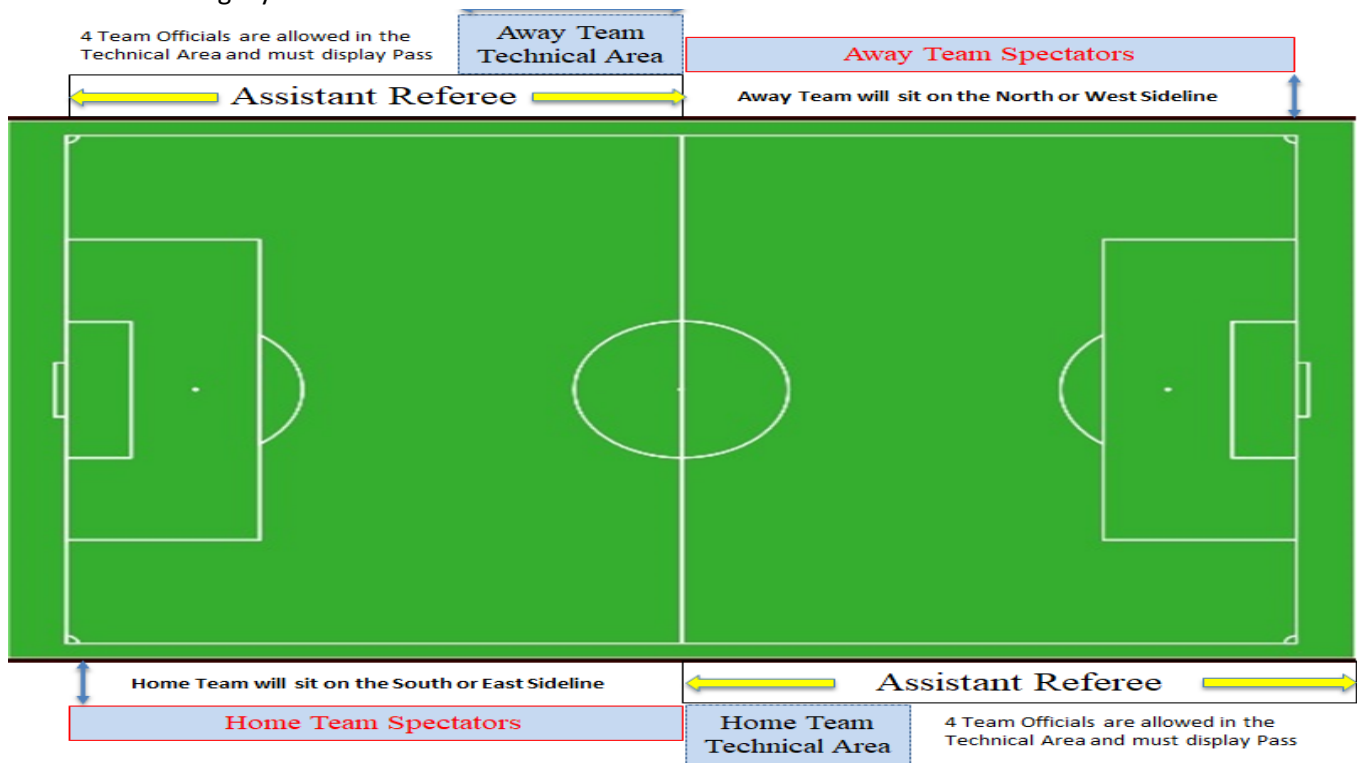 4 Team Officials are allowed in the
Technical Area and must display Pass
Away Team
Technical Area
Away Team Spectators
Assistant Referee
Away Team will sit on the North or West Sideline
Home Team will sit on the South or East Sideline
Assistant Referee
Home Team Spectators
Home Team
Technical Area
4 Team Officials are allowed in the
Technical Area and must display Pass